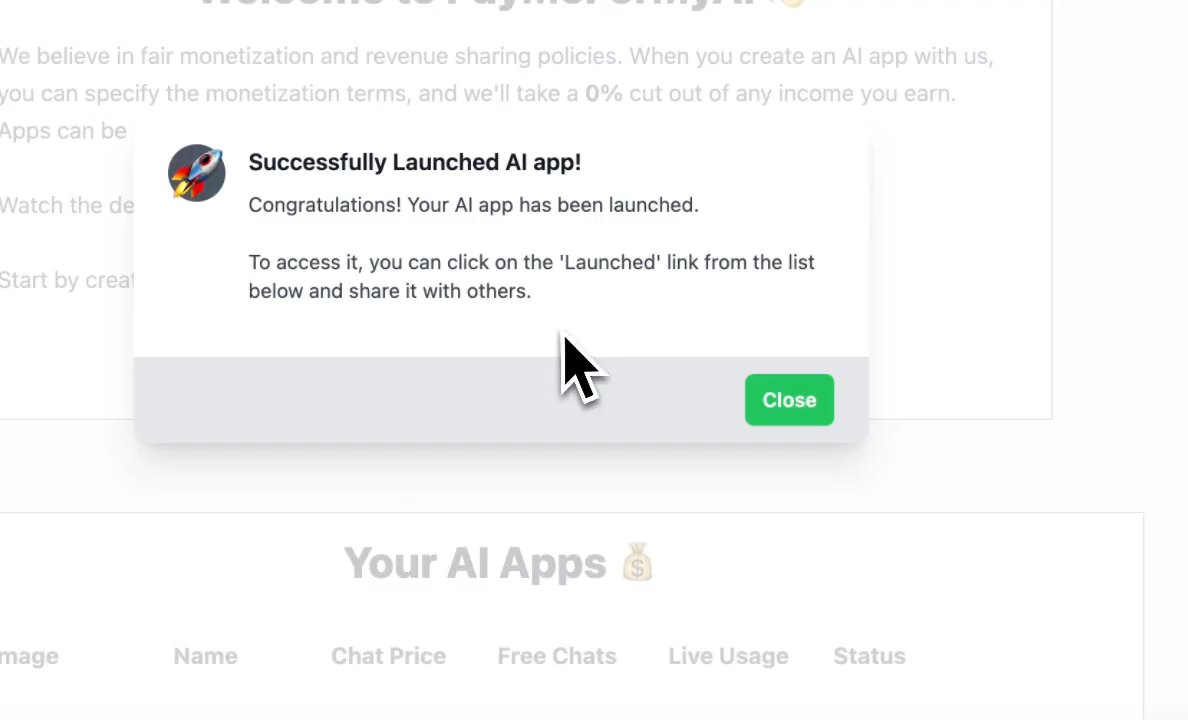 Welcome to PayMeForMyAI
We believe in fair monetization and revenue sharing policies. When you create an AI app with us,
you can specify the monetization terms, and we'll take a 0% cut out of any income you earn.
Apps can be
Successfully Launched AI app!
Congratulations! Your AI app has been launched.
Watch the de
To access it, you can click on the 'Launched' link from the list
Start by creat
below and share it with others.
Close
Your AI Apps 💰
mage Name Chat Price Free Chats Live Usage Status